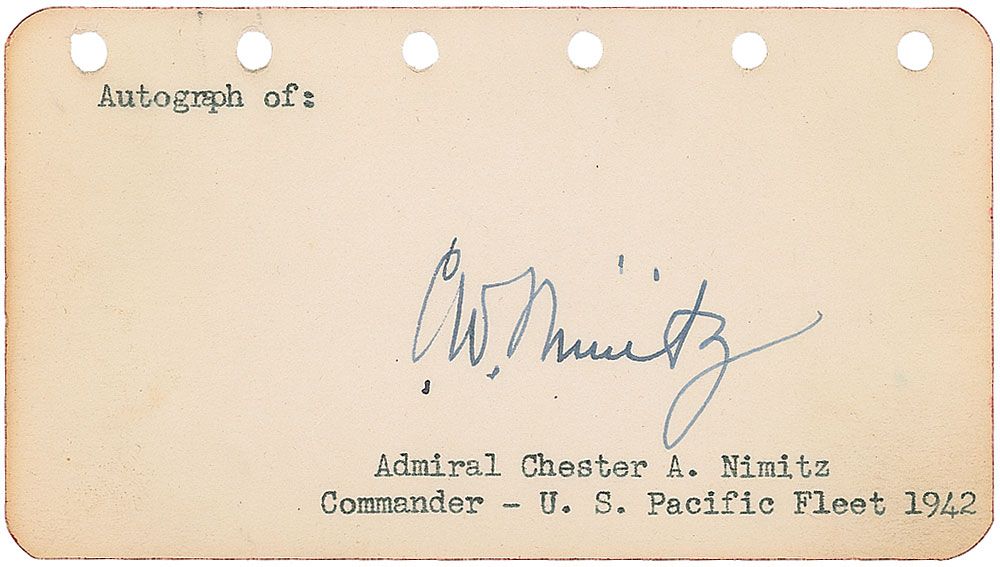 Autograph of:
C.W. Nimitz
Admiral Chester A. Nimitz
Commander - U. S. Pacific Fleet 1942